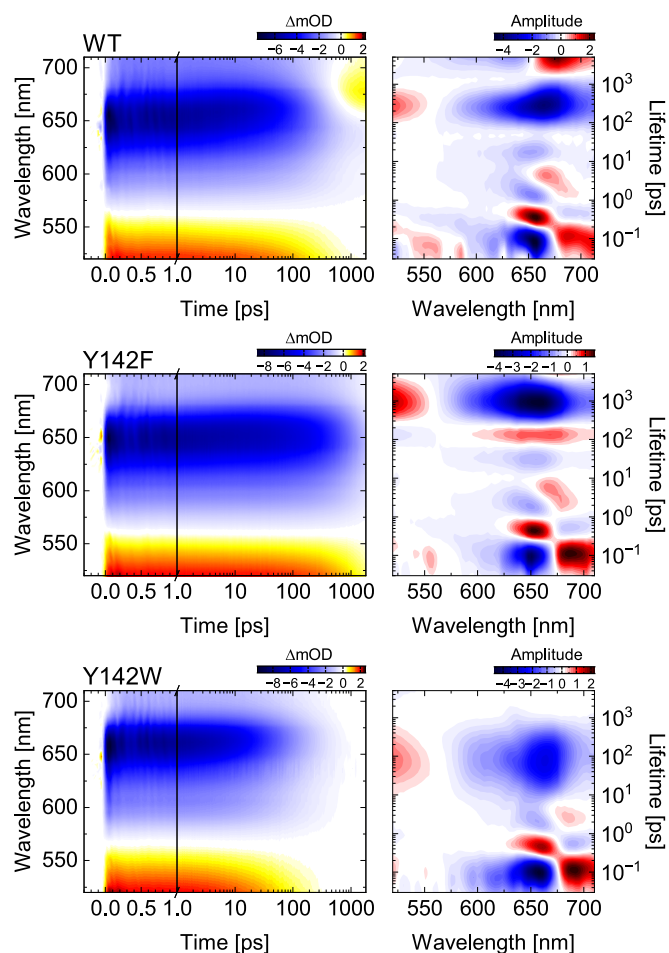 ΔmOD
−6 −4 −2 0 2
WT
Wavelength [nm]
700
650
600
550
0.0 0.5 1.0 10 100 1000
Time [ps]
Amplitude
−4 −2 0 2
10³
10²
10¹
10⁰
10⁻¹
Lifetime [ps]
550 600 650 700
Wavelength [nm]
ΔmOD
−8 −6 −4 −2 0 2
Y142F
Wavelength [nm]
700
650
600
550
0.0 0.5 1.0 10 100 1000
Time [ps]
Amplitude
−4 −3 −2 −1 0 1 2
10³
10²
10¹
10⁰
10⁻¹
Lifetime [ps]
550 600 650 700
Wavelength [nm]
ΔmOD
−8 −6 −4 −2 0 2
Y142W
Wavelength [nm]
700
650
600
550
0.0 0.5 1.0 10 100 1000
Time [ps]
Amplitude
−4 −3 −2 −1 0 1 2
10³
10²
10¹
10⁰
10⁻¹
Lifetime [ps]
550 600 650 700
Wavelength [nm]